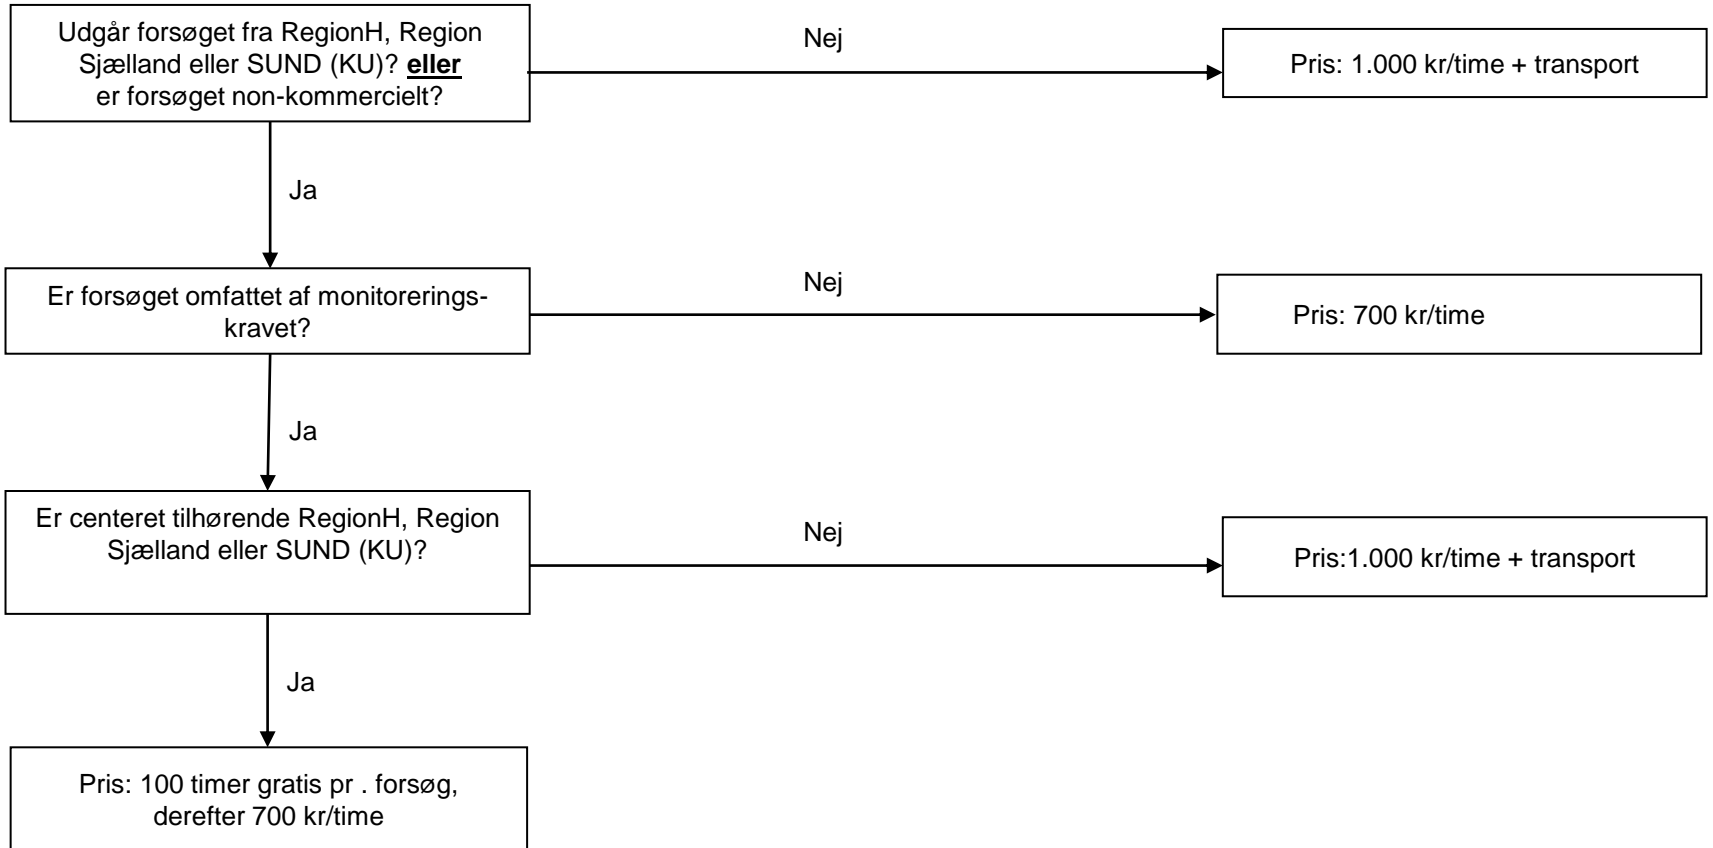 Udgår forsøget fra RegionH, Region
Sjælland eller SUND (KU)? eller
er forsøget non-kommercielt?
Nej
Pris: 1.000 kr/time + transport
Ja
Er forsøget omfattet af monitorerings-
kravet?
Nej
Pris: 700 kr/time
Ja
Er centeret tilhørende RegionH, Region
Sjælland eller SUND (KU)?
Nej
Pris:1.000 kr/time + transport
Ja
Pris: 100 timer gratis pr . forsøg,
derefter 700 kr/time